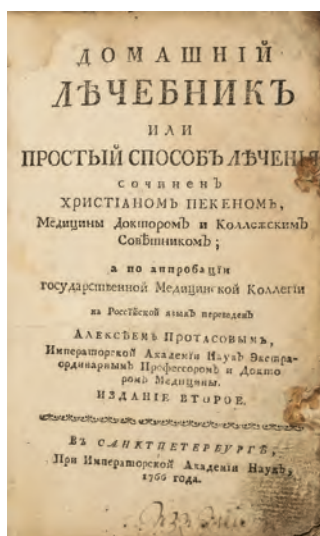 ДОМАШНІЙ
ЛѢЧЕБНИКЪ
ИЛИ
ПРОСТЫЙ СПОСОБЪ ЛѢЧЕНІЯ
сочиненъ
ХРИСТІАНОМЪ ПЕКЕНОМЪ,
Медицины Докторомъ и Коллежскимъ
Совѣтникомъ;
а по аппробаціи
государственной Медицинской Коллегіи
на Россійской языкъ переведенъ
Алексѣемъ Протасовымъ,
Императорской Академіи Наукъ Экстра-
ординарнымъ Профессоромъ и Докто
ромъ Медицины.
ИЗДАНІЕ ВТОРОЕ.
Въ САНКТПЕТЕРБУРГѢ,
При Императорской Академіи Наукъ,
1766 года.